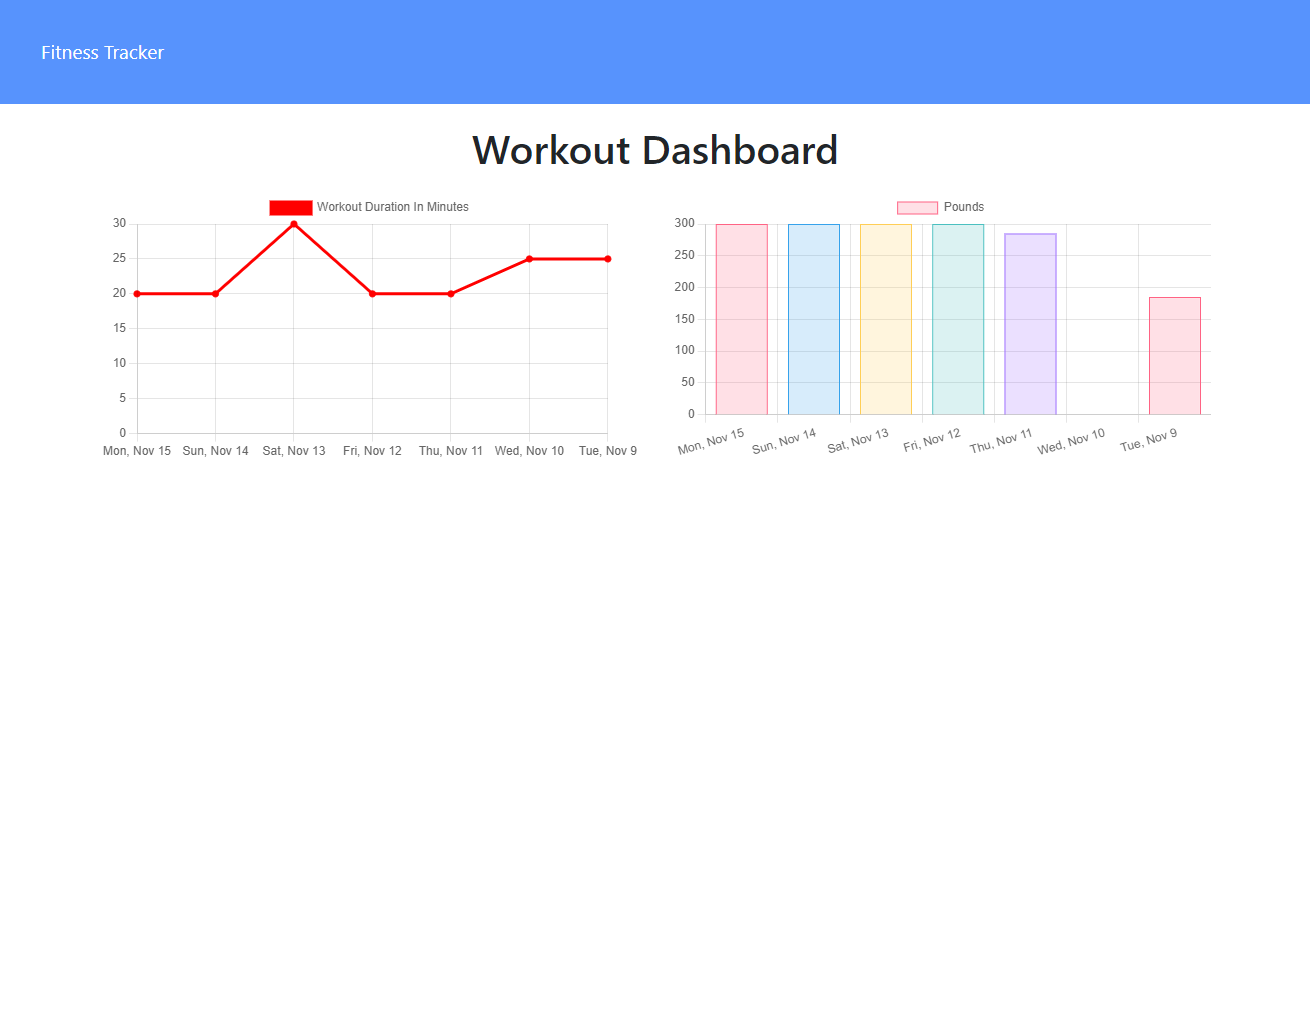 Fitness Tracker
Workout Dashboard
Workout Duration In Minutes
30
25
20
15
10
5
0
Mon, Nov 15 Sun, Nov 14 Sat, Nov 13 Fri, Nov 12 Thu, Nov 11 Wed, Nov 10 Tue, Nov 9
Pounds
300
250
200
150
100
50
0
Mon, Nov 15 Sun, Nov 14 Sat, Nov 13 Fri, Nov 12 Thu, Nov 11 Wed, Nov 10 Tue, Nov 9